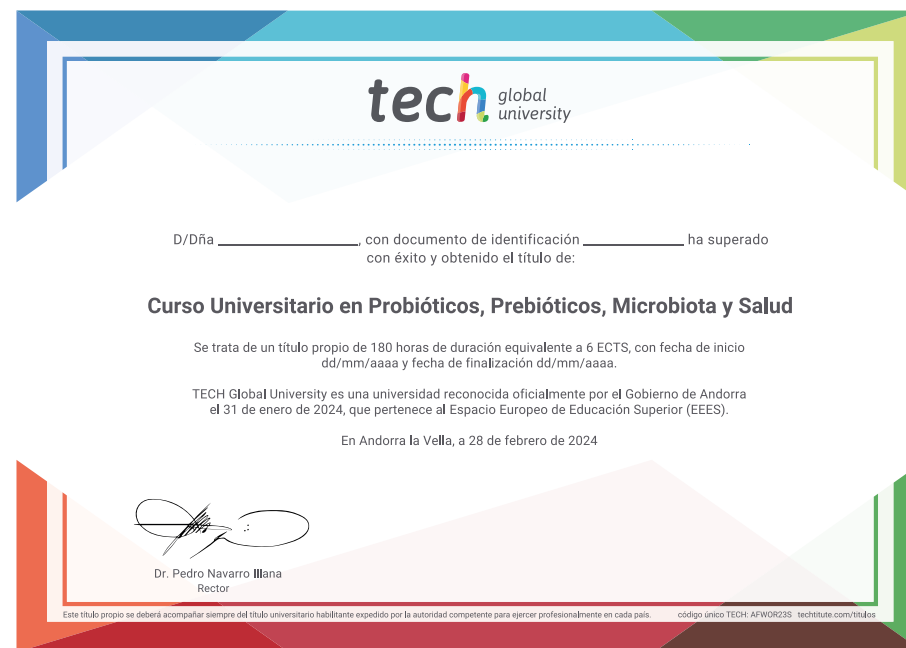 tech global university
D/Dña ______________, con documento de identificación __________ ha superado
con éxito y obtenido el título de:
Curso Universitario en Probióticos, Prebióticos, Microbiota y Salud
Se trata de un título propio de 180 horas de duración equivalente a 6 ECTS, con fecha de inicio
dd/mm/aaaa y fecha de finalización dd/mm/aaaa.
TECH Global University es una universidad reconocida oficialmente por el Gobierno de Andorra
el 31 de enero de 2024, que pertenece al Espacio Europeo de Educación Superior (EEES).
En Andorra la Vella, a 28 de febrero de 2024
Dr. Pedro Navarro Illana
Rector
Este título propio se deberá acompañar siempre del título universitario habilitante expedido por la autoridad competente para ejercer profesionalmente en cada país. código único TECH: AFWOR23S techtitute.com/titulos